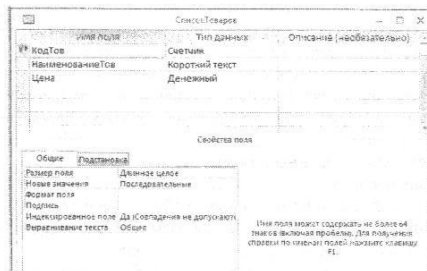 СписокТоваров
Имя поля Тип данных Описание (необязательно)
КодТов Счетчик
НаименованиеТов Короткий текст
Цена Денежный
Свойства поля
Общие Подстановка
Размер поля Длинное целое
Новые значения Последовательные
Формат поля
Подпись
Индексированное поле Да (Совпадения не допускаютс
Выравнивание текста Общее
Имя поля может содержать не более 64
знаков включая пробелы. Для получения
справки по именам полей нажмите клавишу
F1.